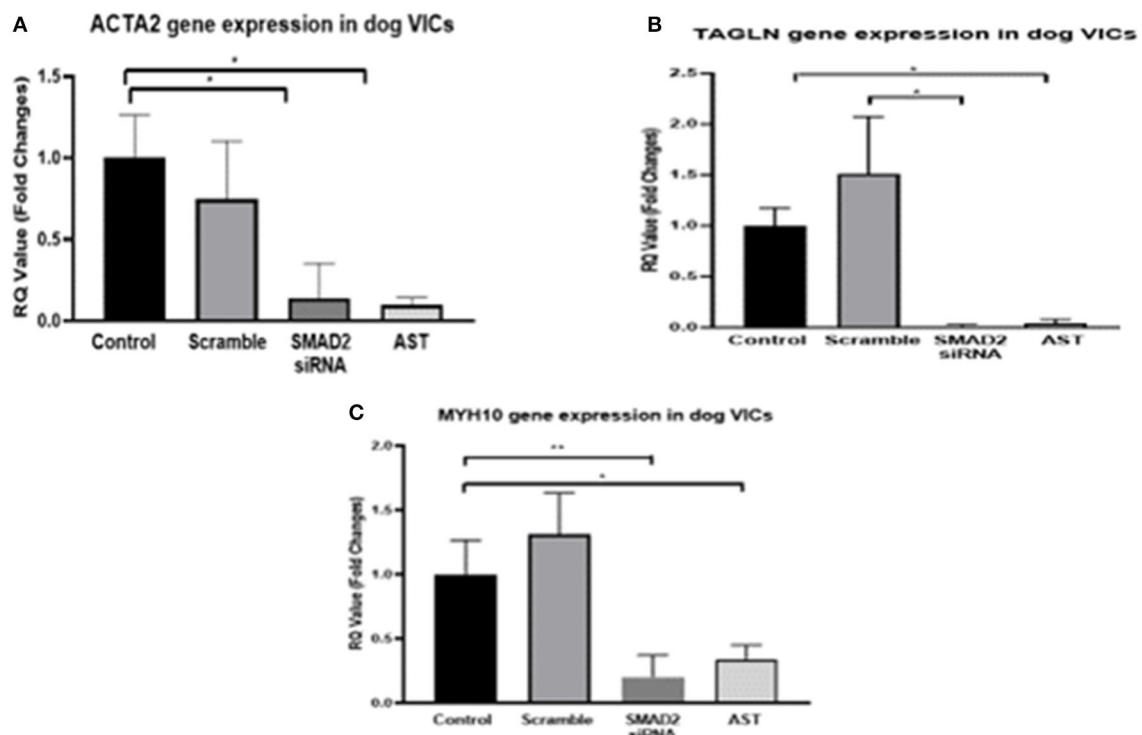 A
ACTA2 gene expression in dog VICs
*
*
RQ Value (Fold Changes)
1.5
1.0
0.5
0.0
Control Scramble SMAD2 AST
siRNA
B
TAGLN gene expression in dog VICs
*
*
RQ Value (Fold Changes)
2.5
2.0
1.5
1.0
0.5
0.0
Control Scramble SMAD2 AST
siRNA
C
MYH10 gene expression in dog VICs
**
*
RQ Value (Fold Changes)
2.0
1.5
1.0
0.5
0.0
Control Scramble SMAD2 AST
siRNA